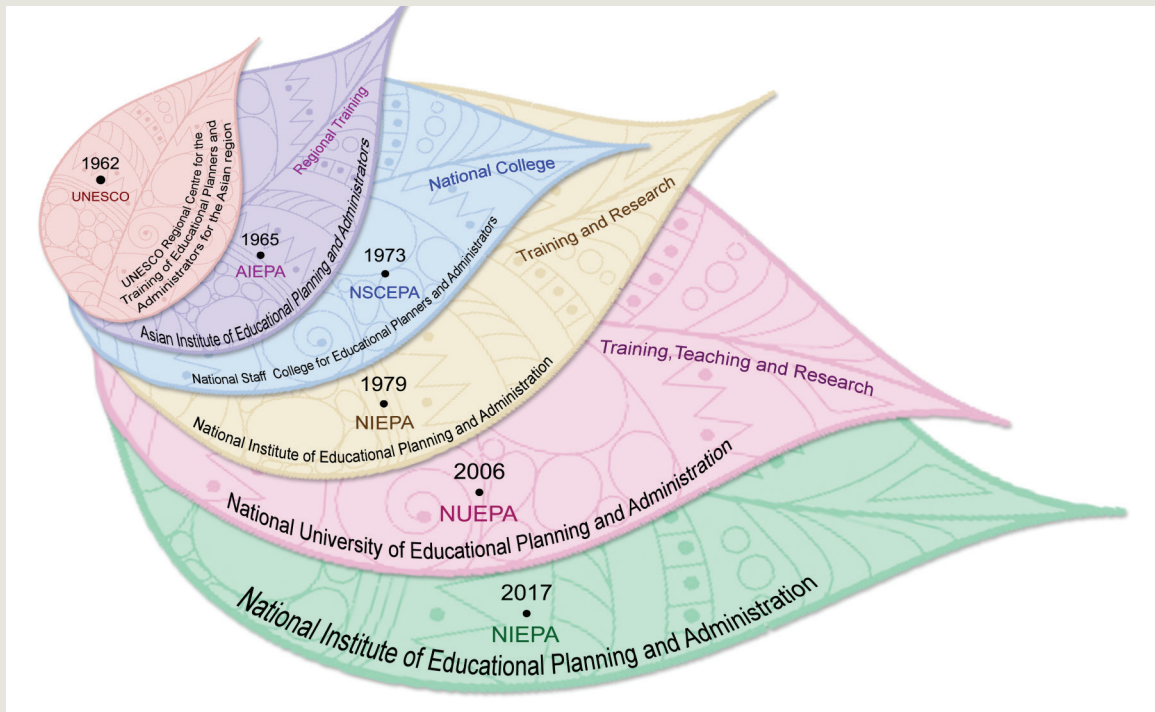 1962
UNESCO
UNESCO Regional Centre for the
Training of Educational Planners and
Administrators for the Asian region
Regional Training
1965
AIEPA
Asian Institute of Educational Planning and Administrators
National College
1973
NSCEPA
National Staff College for Educational Planners and Administrators
Training and Research
1979
NIEPA
National Institute of Educational Planning and Administration
Training,Teaching and Research
2006
NUEPA
National University of Educational Planning and Administration
2017
NIEPA
National Institute of Educational Planning and Administration